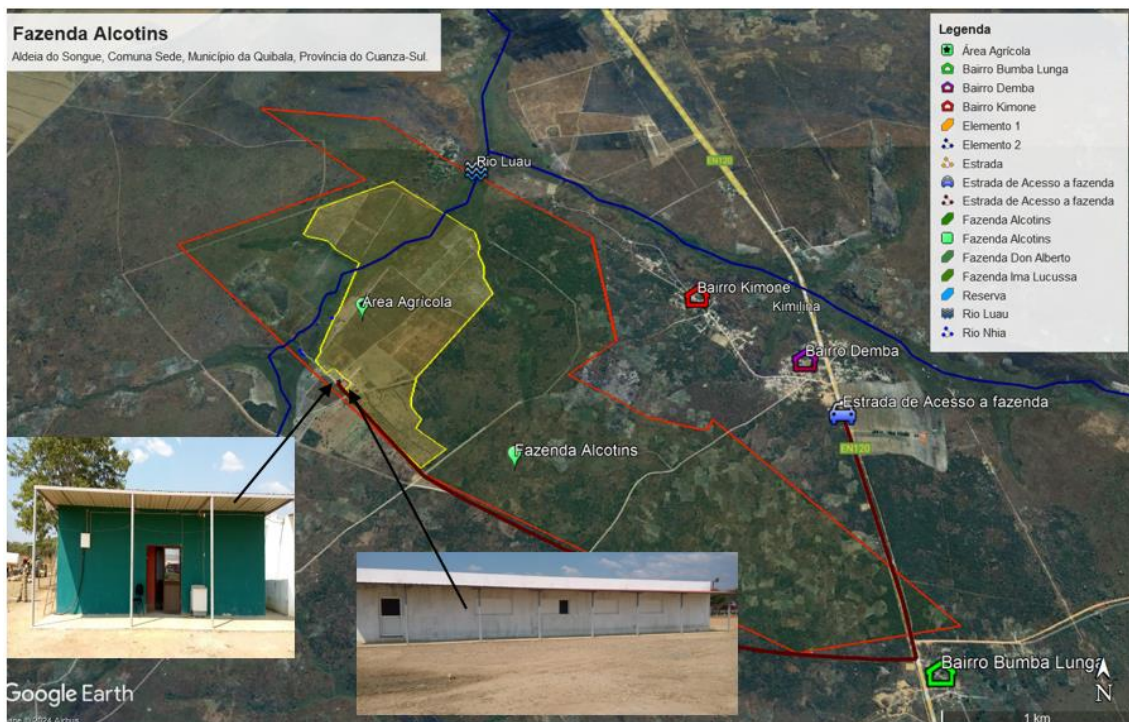 Fazenda Alcotins
Aldeia do Songue, Comuna Sede, Município da Quibala, Província do Cuanza-Sul.
Legenda
Área Agrícola
Bairro Bumba Lunga
Bairro Demba
Bairro Kimone
Elemento 1
Elemento 2
Estrada
Estrada de Acesso a fazenda
Estrada de Acesso a fazenda
Fazenda Alcotins
Fazenda Alcotins
Fazenda Don Alberto
Fazenda Ima Lucussa
Reserva
Rio Luau
Rio Nhia
Rio Luau
EN120
Bairro Kimone
Kimilina
Área Agrícola
Bairro Demba
Estrada de Acesso a fazenda
EN120
Fazenda Alcotins
Bairro Bumba Lunga
Google Earth
© 2024 Airbus
N
1 km